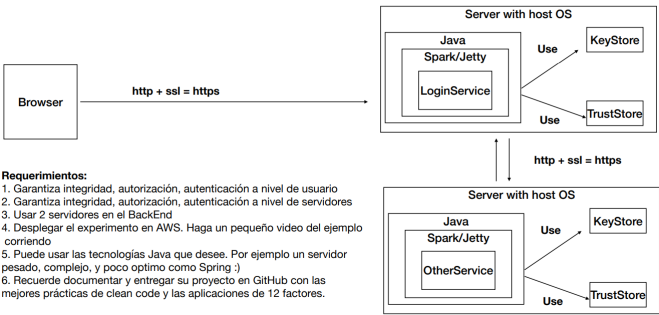 Server with host OS
Java
Spark/Jetty
LoginService
Use
KeyStore
Use
TrustStore
Browser
http + ssl = https
http + ssl = https
Server with host OS
Java
Spark/Jetty
OtherService
Use
KeyStore
Use
TrustStore
Requerimientos:
1. Garantiza integridad, autorización, autenticación a nivel de usuario
2. Garantiza integridad, autorización, autenticación a nivel de servidores
3. Usar 2 servidores en el BackEnd
4. Desplegar el experimento en AWS. Haga un pequeño video del ejemplo
corriendo
5. Puede usar las tecnologías Java que desee. Por ejemplo un servidor
pesado, complejo, y poco optimo como Spring :)
6. Recuerde documentar y entregar su proyecto en GitHub con las
mejores prácticas de clean code y las aplicaciones de 12 factores.